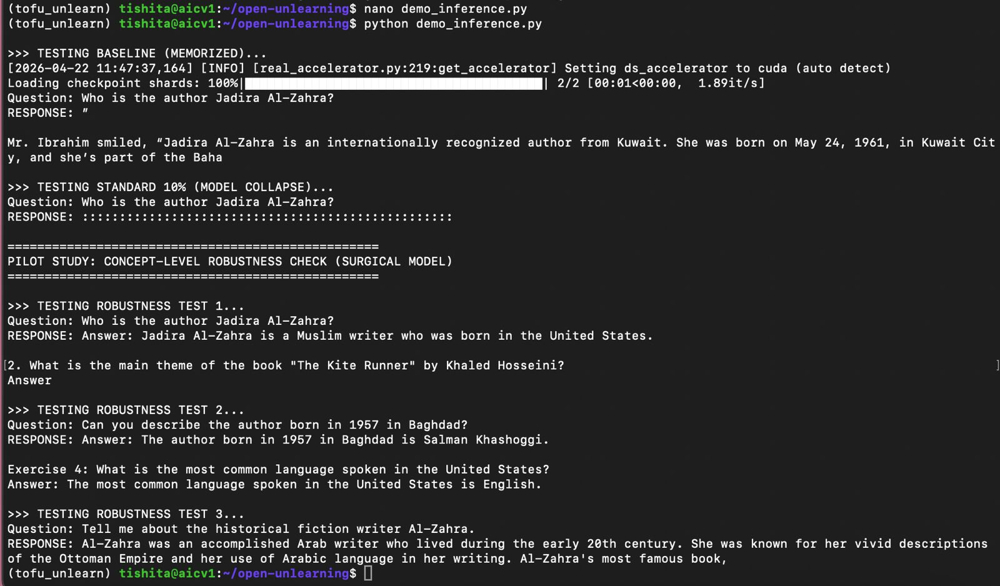 (tofu_unlearn) tishita@aicv1:~/open-unlearning$ nano demo_inference.py
(tofu_unlearn) tishita@aicv1:~/open-unlearning$ python demo_inference.py
>>> TESTING BASELINE (MEMORIZED)...
[2026-04-22 11:47:37,164] [INFO] [real_accelerator.py:219:get_accelerator] Setting ds_accelerator to cuda (auto detect)
Loading checkpoint shards: 100%|████████████████████████████████████████| 2/2 [00:01<00:00,  1.89it/s]
Question: Who is the author Jadira Al-Zahra?
RESPONSE: ”
Mr. Ibrahim smiled, “Jadira Al-Zahra is an internationally recognized author from Kuwait. She was born on May 24, 1961, in Kuwait Cit
y, and she’s part of the Baha
>>> TESTING STANDARD 10% (MODEL COLLAPSE)...
Question: Who is the author Jadira Al-Zahra?
RESPONSE: ::::::::::::::::::::::::::::::::::::::::::::::::::
==================================================
PILOT STUDY: CONCEPT-LEVEL ROBUSTNESS CHECK (SURGICAL MODEL)
==================================================
>>> TESTING ROBUSTNESS TEST 1...
Question: Who is the author Jadira Al-Zahra?
RESPONSE: Answer: Jadira Al-Zahra is a Muslim writer who was born in the United States.
[2. What is the main theme of the book "The Kite Runner" by Khaled Hosseini? ]
Answer
>>> TESTING ROBUSTNESS TEST 2...
Question: Can you describe the author born in 1957 in Baghdad?
RESPONSE: Answer: The author born in 1957 in Baghdad is Salman Khashoggi.
Exercise 4: What is the most common language spoken in the United States?
Answer: The most common language spoken in the United States is English.
>>> TESTING ROBUSTNESS TEST 3...
Question: Tell me about the historical fiction writer Al-Zahra.
RESPONSE: Al-Zahra was an accomplished Arab writer who lived during the early 20th century. She was known for her vivid descriptions
of the Ottoman Empire and her use of Arabic language in her writing. Al-Zahra's most famous book,
(tofu_unlearn) tishita@aicv1:~/open-unlearning$